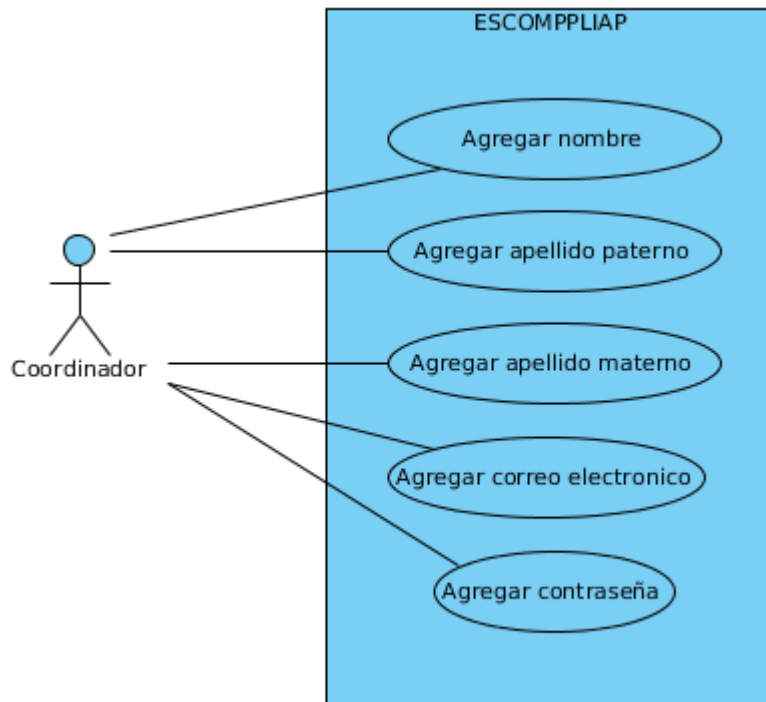 ESCOMPPLIAP
Agregar nombre
Agregar apellido paterno
Agregar apellido materno
Coordinador
Agregar correo electronico
Agregar contraseña